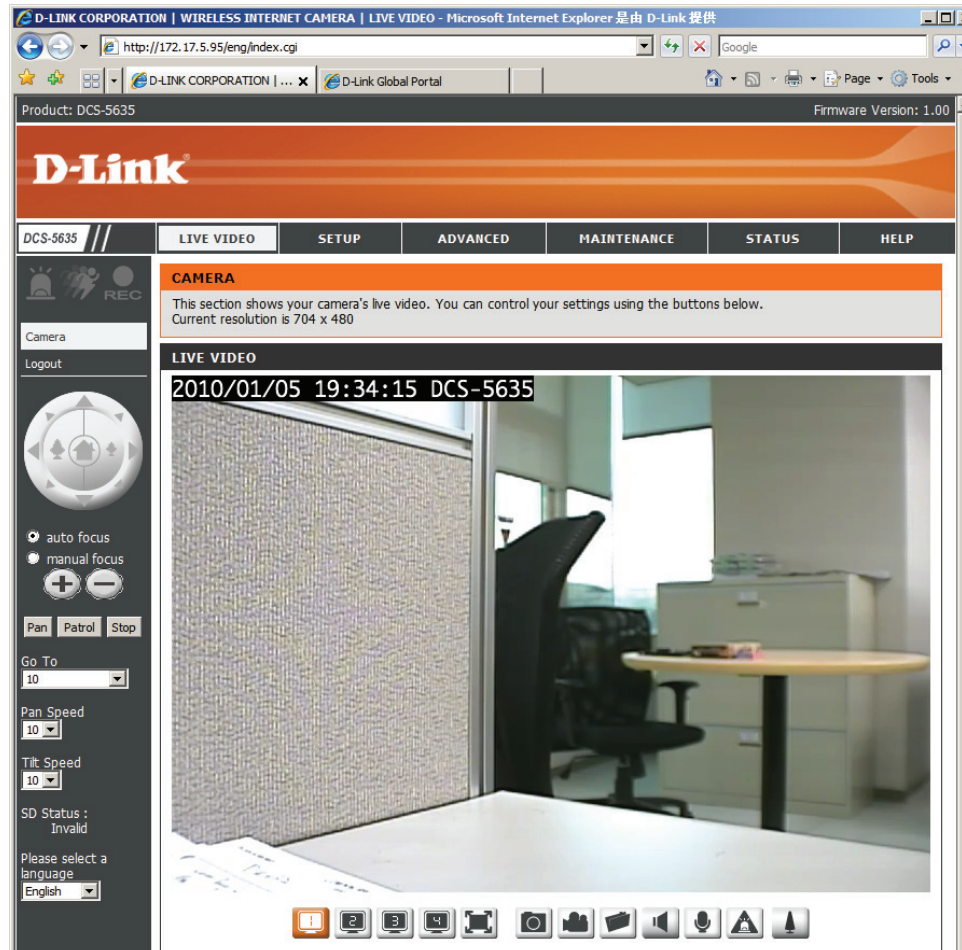 D-LINK CORPORATION | WIRELESS INTERNET CAMERA | LIVE VIDEO - Microsoft Internet Explorer 是由 D-Link 提供
http://172.17.5.95/eng/index.cgi
Google
D-LINK CORPORATION | ...
D-Link Global Portal
Page
Tools
Product: DCS-5635
Firmware Version: 1.00
D-Link®
DCS-5635
LIVE VIDEO
SETUP
ADVANCED
MAINTENANCE
STATUS
HELP
REC
CAMERA
This section shows your camera's live video. You can control your settings using the buttons below.
Current resolution is 704 x 480
Camera
Logout
LIVE VIDEO
2010/01/05 19:34:15 DCS-5635
auto focus
manual focus
Pan
Patrol
Stop
Go To
10
Pan Speed
10
Tilt Speed
10
SD Status :
Invalid
Please select a
language
English
1
2
3
4